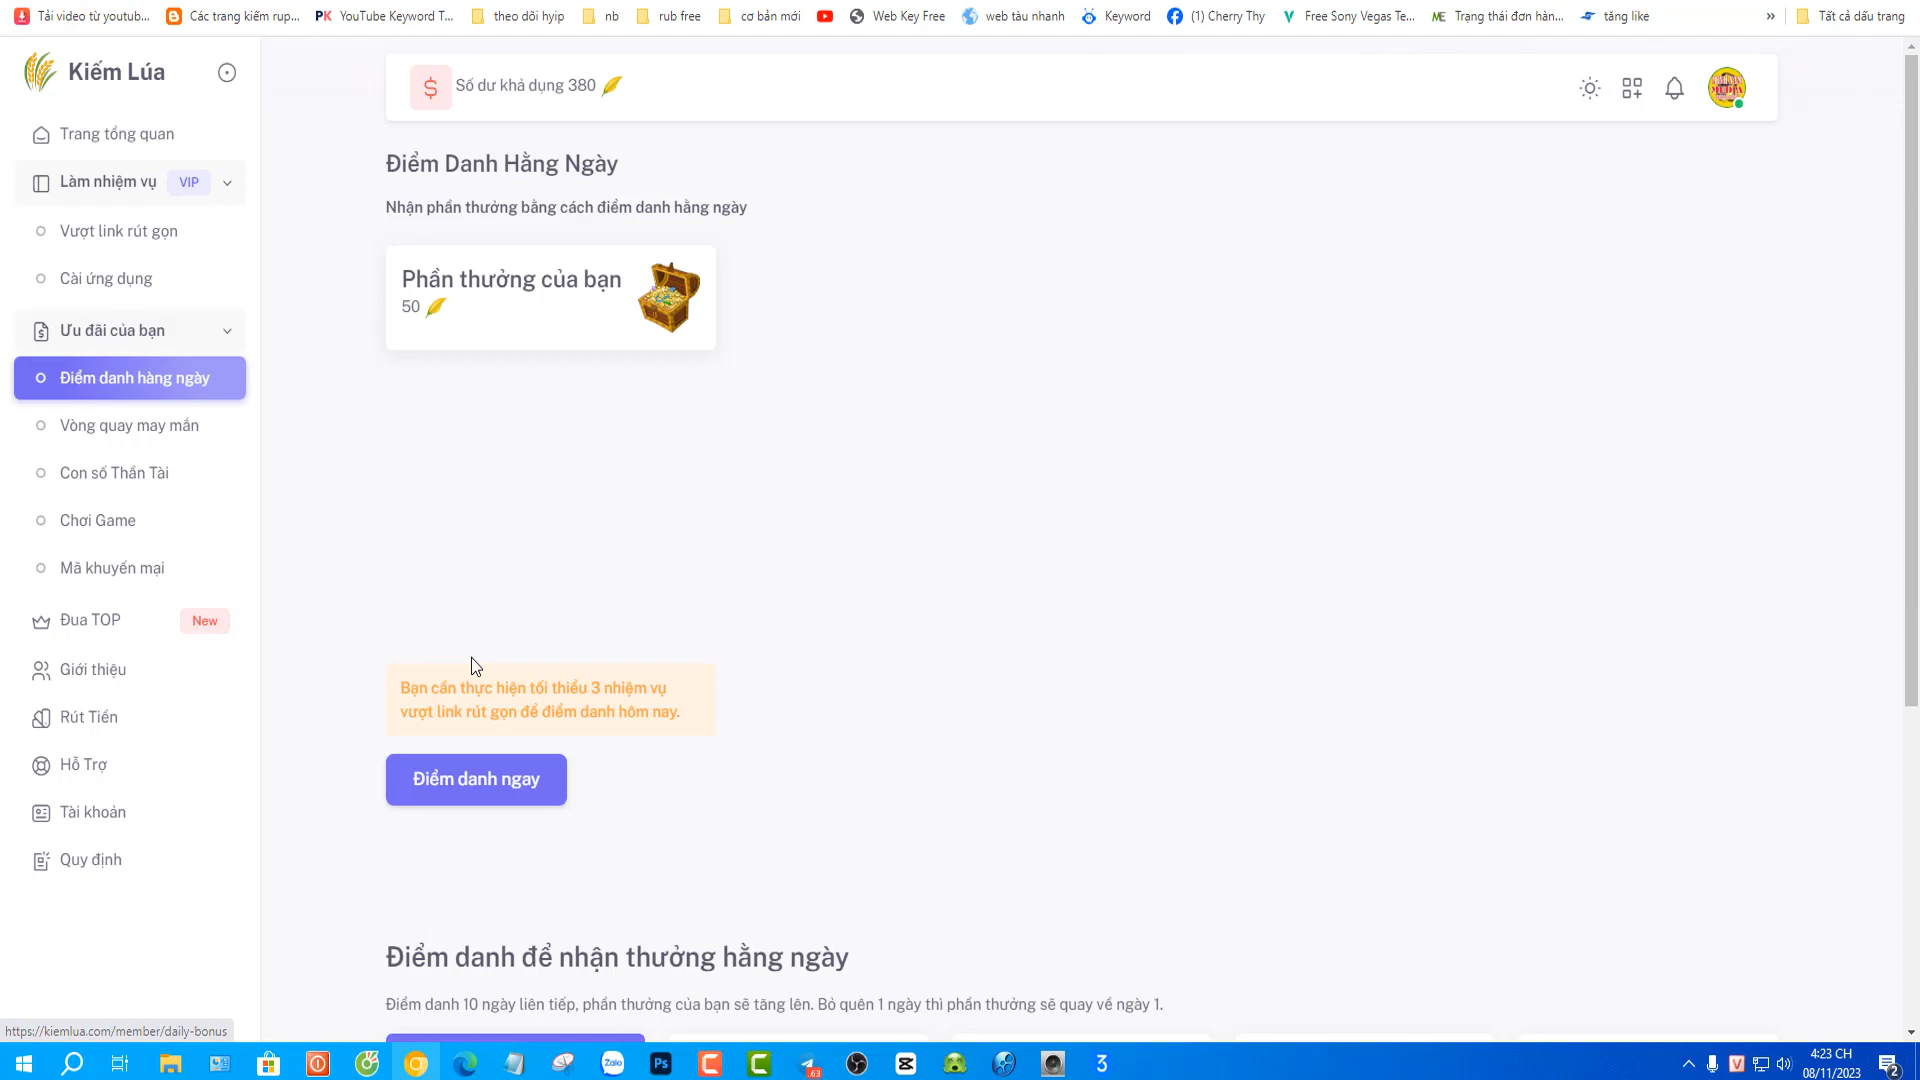 Tải video từ youtub...
Các trang kiếm rup...
PK YouTube Keyword T...
theo dõi hyip
nb
rub free
cơ bản mới
Web Key Free
web tàu nhanh
Keyword
(1) Cherry Thy
Free Sony Vegas Te...
ME Trạng thái đơn hàn...
tăng like
»
Tất cả dấu trang
Kiếm Lúa
$ Số dư khả dụng 380
Trang tổng quan
Làm nhiệm vụ VIP
Vượt link rút gọn
Cài ứng dụng
Ưu đãi của bạn
Điểm danh hàng ngày
Vòng quay may mắn
Con số Thần Tài
Chơi Game
Mã khuyến mại
Đua TOP New
Giới thiệu
Rút Tiền
Hỗ Trợ
Tài khoản
Quy định
Điểm Danh Hằng Ngày
Nhận phần thưởng bằng cách điểm danh hằng ngày
Phần thưởng của bạn
50
Bạn cần thực hiện tối thiểu 3 nhiệm vụ
vượt link rút gọn để điểm danh hôm nay.
Điểm danh ngay
Điểm danh để nhận thưởng hằng ngày
Điểm danh 10 ngày liên tiếp, phần thưởng của bạn sẽ tăng lên. Bỏ quên 1 ngày thì phần thưởng sẽ quay về ngày 1.
https://kiemlua.com/member/daily-bonus
Zalo
Ps
63
3
V
4:23 CH
08/11/2023
2